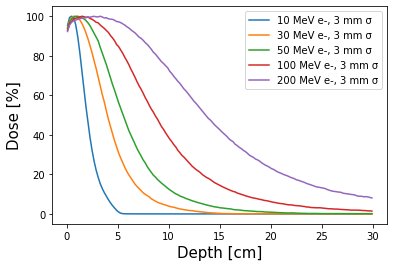 10 MeV e-, 3 mm σ
30 MeV e-, 3 mm σ
50 MeV e-, 3 mm σ
100 MeV e-, 3 mm σ
200 MeV e-, 3 mm σ
Dose [%]
100
80
60
40
20
0
0 5 10 15 20 25 30
Depth [cm]